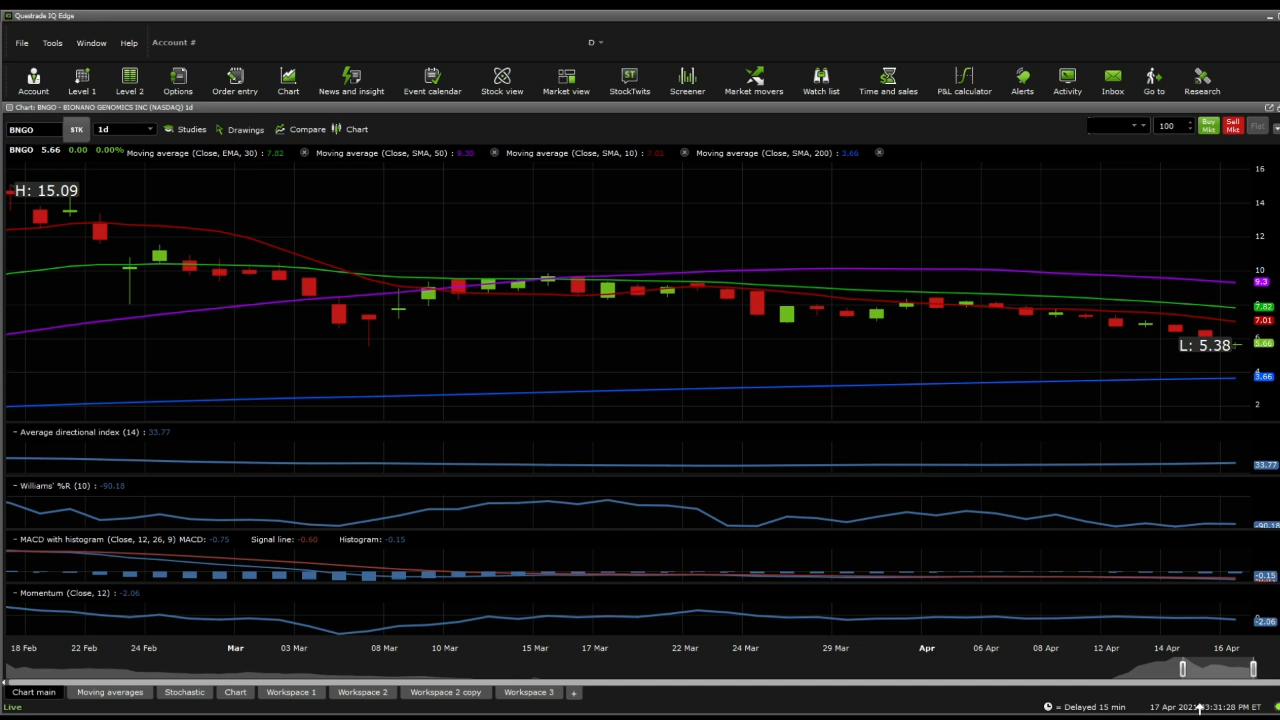 Questrade IQ Edge
File Tools Window Help Account # D
Account Level 1 Level 2 Options Order entry Chart News and insight Event calendar Stock view Market view StockTwits Screener Market movers Watch list Time and sales P&L calculator Alerts Activity Inbox Go to Research
Chart: BNGO - BIONANO GENOMICS INC (NASDAQ) 1d
BNGO STK 1d Studies Drawings Compare Chart 100 Buy Mkt Sell Mkt Flat
BNGO 5.66 0.00 0.00% Moving average (Close, EMA, 30) : 7.82 Moving average (Close, SMA, 50) : 9.30 Moving average (Close, SMA, 10) : 7.01 Moving average (Close, SMA, 200) : 3.66
16
H: 15.09
14
12
10
9.3
7.82
7.01
L: 5.38
5.66
4
3.66
2
− Average directional index (14) : 33.77
33.77
− Williams' %R (10) : -90.18
-90.18
− MACD with histogram (Close, 12, 26, 9) MACD: -0.75 Signal line: -0.60 Histogram: -0.15
-0.15
− Momentum (Close, 12) : -2.06
-2.06
18 Feb 22 Feb 24 Feb Mar 03 Mar 08 Mar 10 Mar 15 Mar 17 Mar 22 Mar 24 Mar 29 Mar Apr 06 Apr 08 Apr 12 Apr 14 Apr 16 Apr
Chart main Moving averages Stochastic Chart Workspace 1 Workspace 2 Workspace 2 copy Workspace 3 +
Live = Delayed 15 min 17 Apr 2021 3:31:28 PM ET